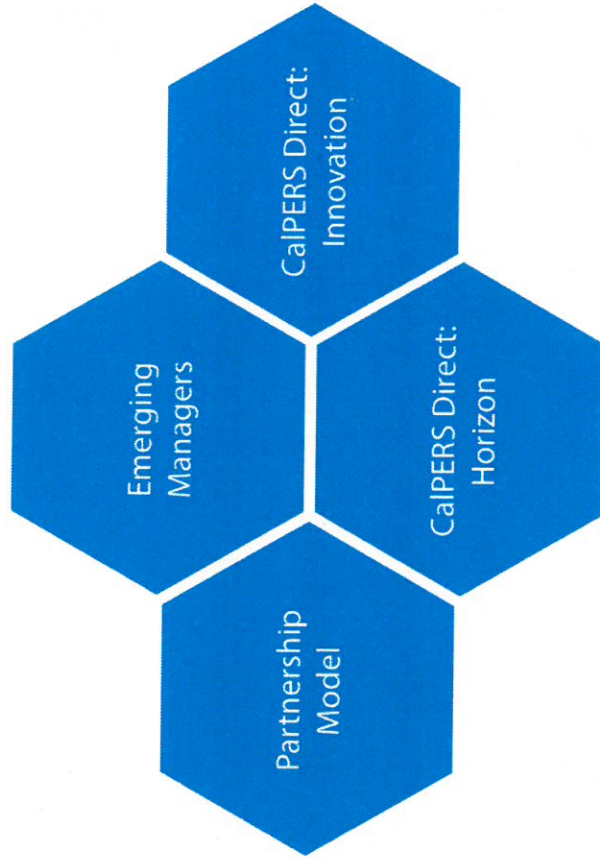 Partnership
Model
CalPERS Direct:
Horizon
Emerging
Managers
CalPERS Direct:
Innovation